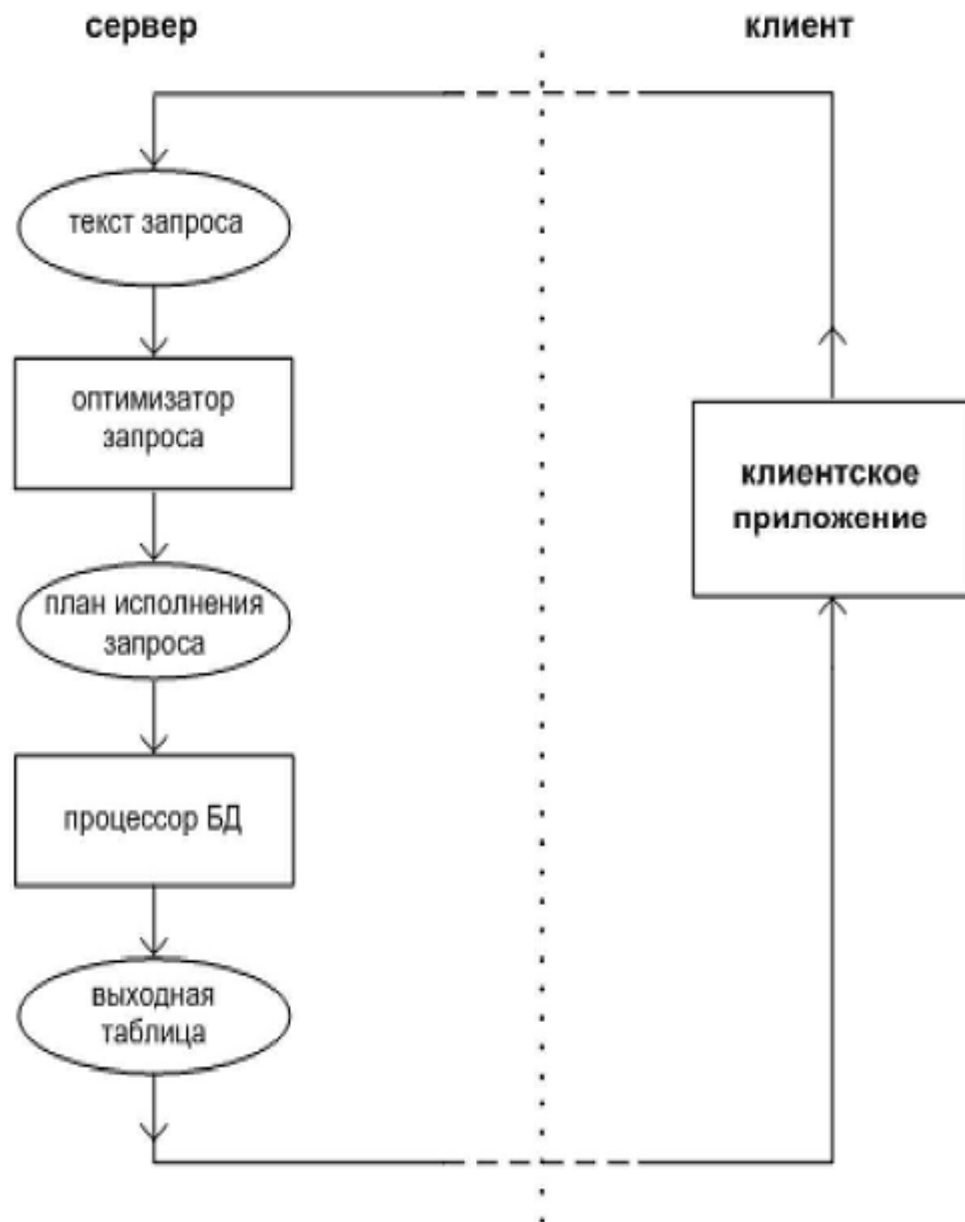 сервер
клиент
текст запроса
оптимизатор
запроса
план исполнения
запроса
процессор БД
выходная
таблица
клиентское
приложение